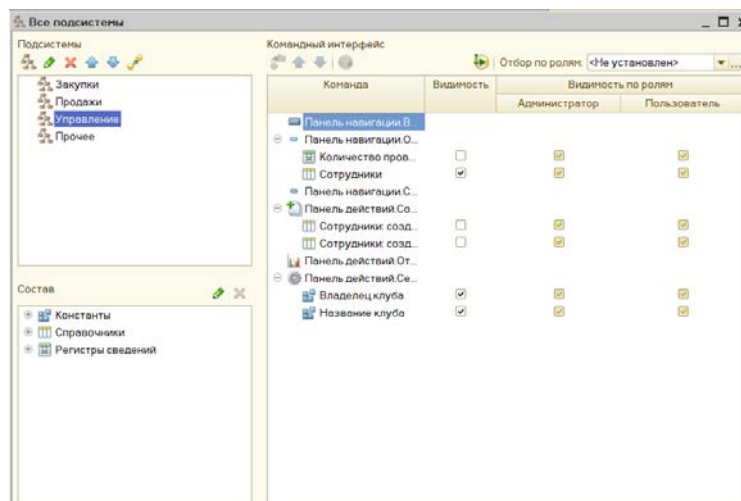 Все подсистемы
Подсистемы
Закупки
Продажи
Управление
Прочее
Состав
Константы
Справочники
Регистры сведений
Командный интерфейс
Отбор по ролям: <Не установлен>
Команда Видимость Видимость по ролям
Администратор Пользователь
Панель навигации.В...
Панель навигации.О...
Количество пров...
Сотрудники
Панель навигации.С...
Панель действий.Со...
Сотрудники: созд...
Сотрудники: созд...
Панель действий.От...
Панель действий.Се...
Владелец клуба
Название клуба